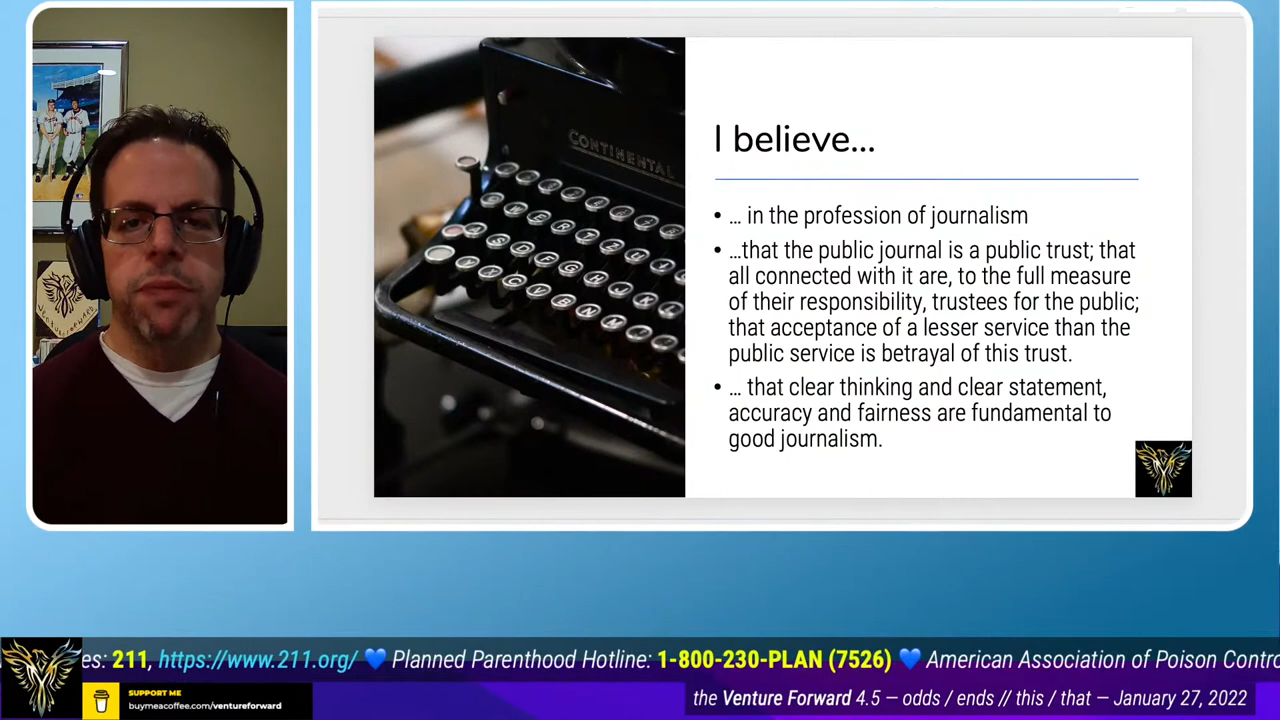 CONTINENTAL
I believe...
• ... in the profession of journalism
• ...that the public journal is a public trust; that
all connected with it are, to the full measure
of their responsibility, trustees for the public;
that acceptance of a lesser service than the
public service is betrayal of this trust.
• ... that clear thinking and clear statement,
accuracy and fairness are fundamental to
good journalism.
es: 211, https://www.211.org/ 💙 Planned Parenthood Hotline: 1-800-230-PLAN (7526) 💙 American Association of Poison Contro
SUPPORT ME
buymeacoffee.com/ventureforward
the Venture Forward 4.5 — odds / ends // this / that — January 27, 2022